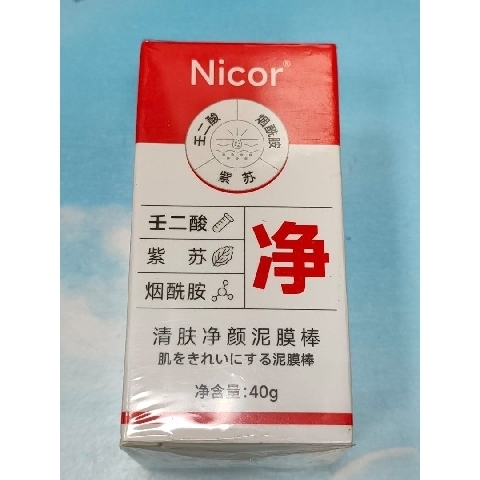 Nicor®
壬二酸
烟酰胺
紫苏
壬二酸
紫苏
烟酰胺
净
清肤净颜泥膜棒
肌をきれいにする泥膜棒
净含量:40g